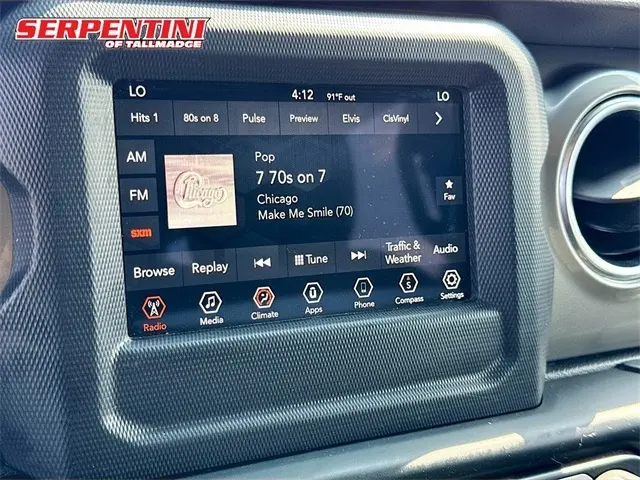 SERPENTINI
OF TALLMADGE
LO 4:12 91°F out LO
Hits 1 80s on 8 Pulse Preview Elvis ClsVinyl
AM
Pop
7 70s on 7
FM
Chicago
Chicago
Make Me Smile (70)
Fav
sxm
Browse Replay Tune Traffic & Weather Audio
Radio Media Climate Apps Phone Compass Settings